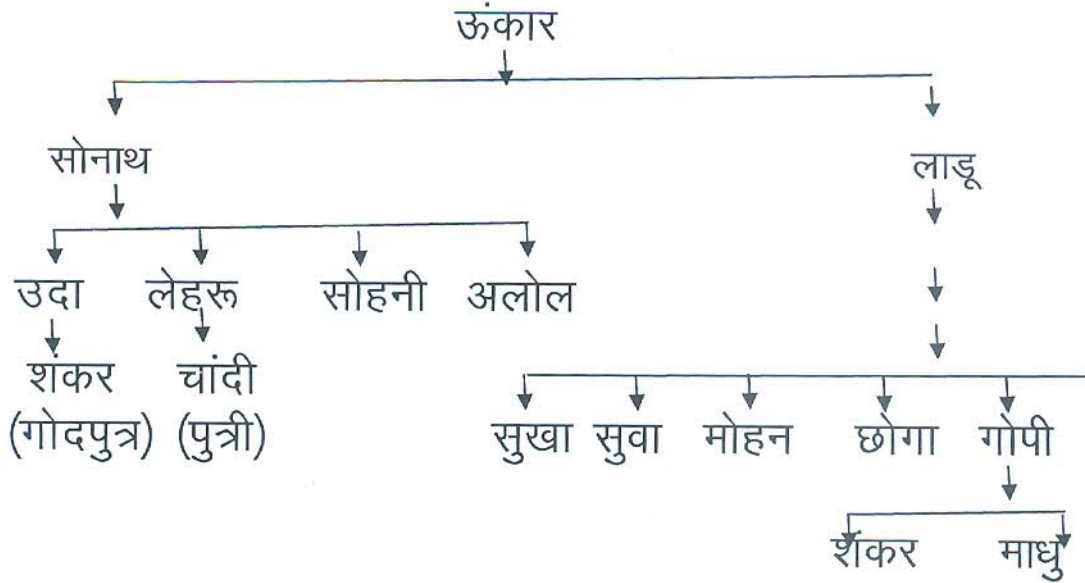 ऊंकार
सोनाथ लाडू
उदा लेहरू सोहनी अलोल
शंकर चांदी
(गोदपुत्र) (पुत्री)
सुखा सुवा मोहन छोगा गोपी
शंकर माधु